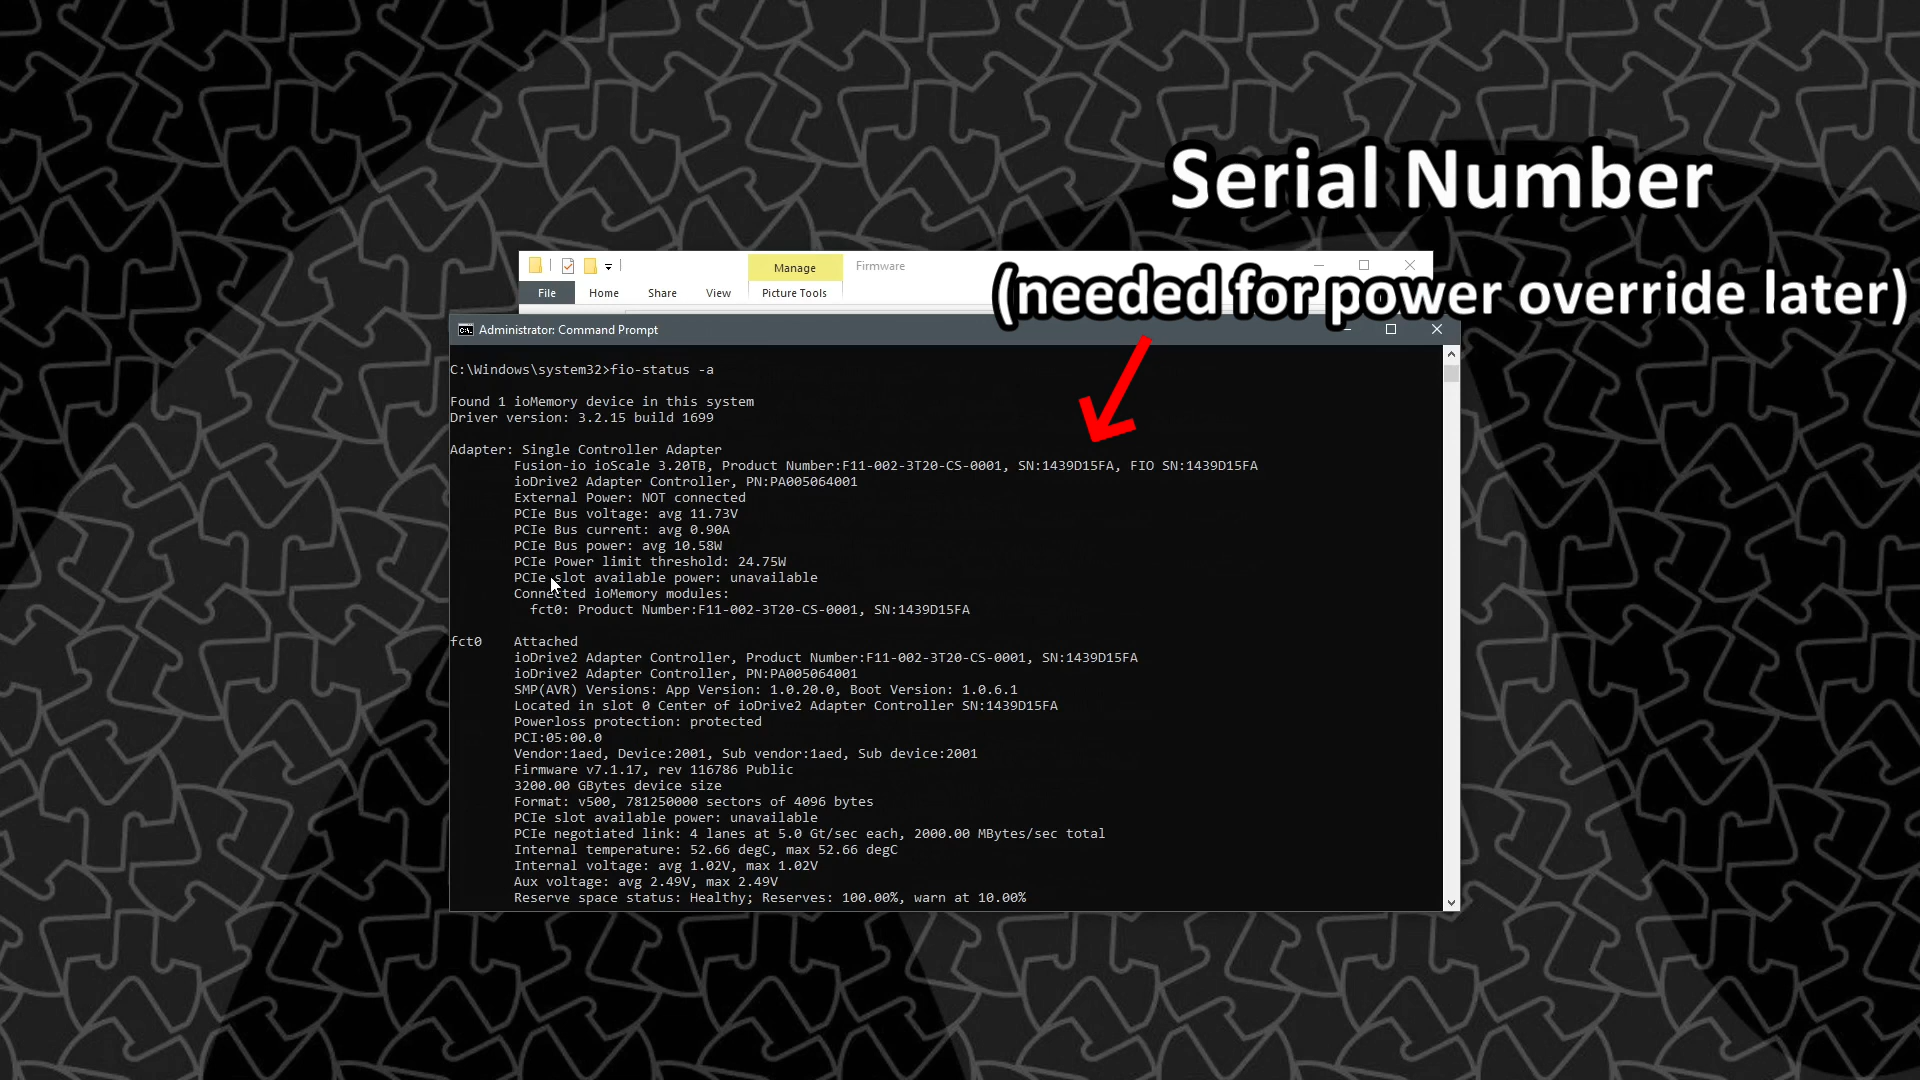 Serial Number
(needed for power override later)
Manage
Firmware
File
Home
Share
View
Picture Tools
Administrator: Command Prompt
C:\Windows\system32>fio-status -a
Found 1 ioMemory device in this system
Driver version: 3.2.15 build 1699
Adapter: Single Controller Adapter
Fusion-io ioScale 3.20TB, Product Number:F11-002-3T20-CS-0001, SN:1439D15FA, FIO SN:1439D15FA
ioDrive2 Adapter Controller, PN:PA005064001
External Power: NOT connected
PCIe Bus voltage: avg 11.73V
PCIe Bus current: avg 0.90A
PCIe Bus power: avg 10.58W
PCIe Power limit threshold: 24.75W
PCIe slot available power: unavailable
Connected ioMemory modules:
fct0: Product Number:F11-002-3T20-CS-0001, SN:1439D15FA
fct0 Attached
ioDrive2 Adapter Controller, Product Number:F11-002-3T20-CS-0001, SN:1439D15FA
ioDrive2 Adapter Controller, PN:PA005064001
SMP(AVR) Versions: App Version: 1.0.20.0, Boot Version: 1.0.6.1
Located in slot 0 Center of ioDrive2 Adapter Controller SN:1439D15FA
Powerloss protection: protected
PCI:05:00.0
Vendor:1aed, Device:2001, Sub vendor:1aed, Sub device:2001
Firmware v7.1.17, rev 116786 Public
3200.00 GBytes device size
Format: v500, 781250000 sectors of 4096 bytes
PCIe slot available power: unavailable
PCIe negotiated link: 4 lanes at 5.0 Gt/sec each, 2000.00 MBytes/sec total
Internal temperature: 52.66 degC, max 52.66 degC
Internal voltage: avg 1.02V, max 1.02V
Aux voltage: avg 2.49V, max 2.49V
Reserve space status: Healthy; Reserves: 100.00%, warn at 10.00%